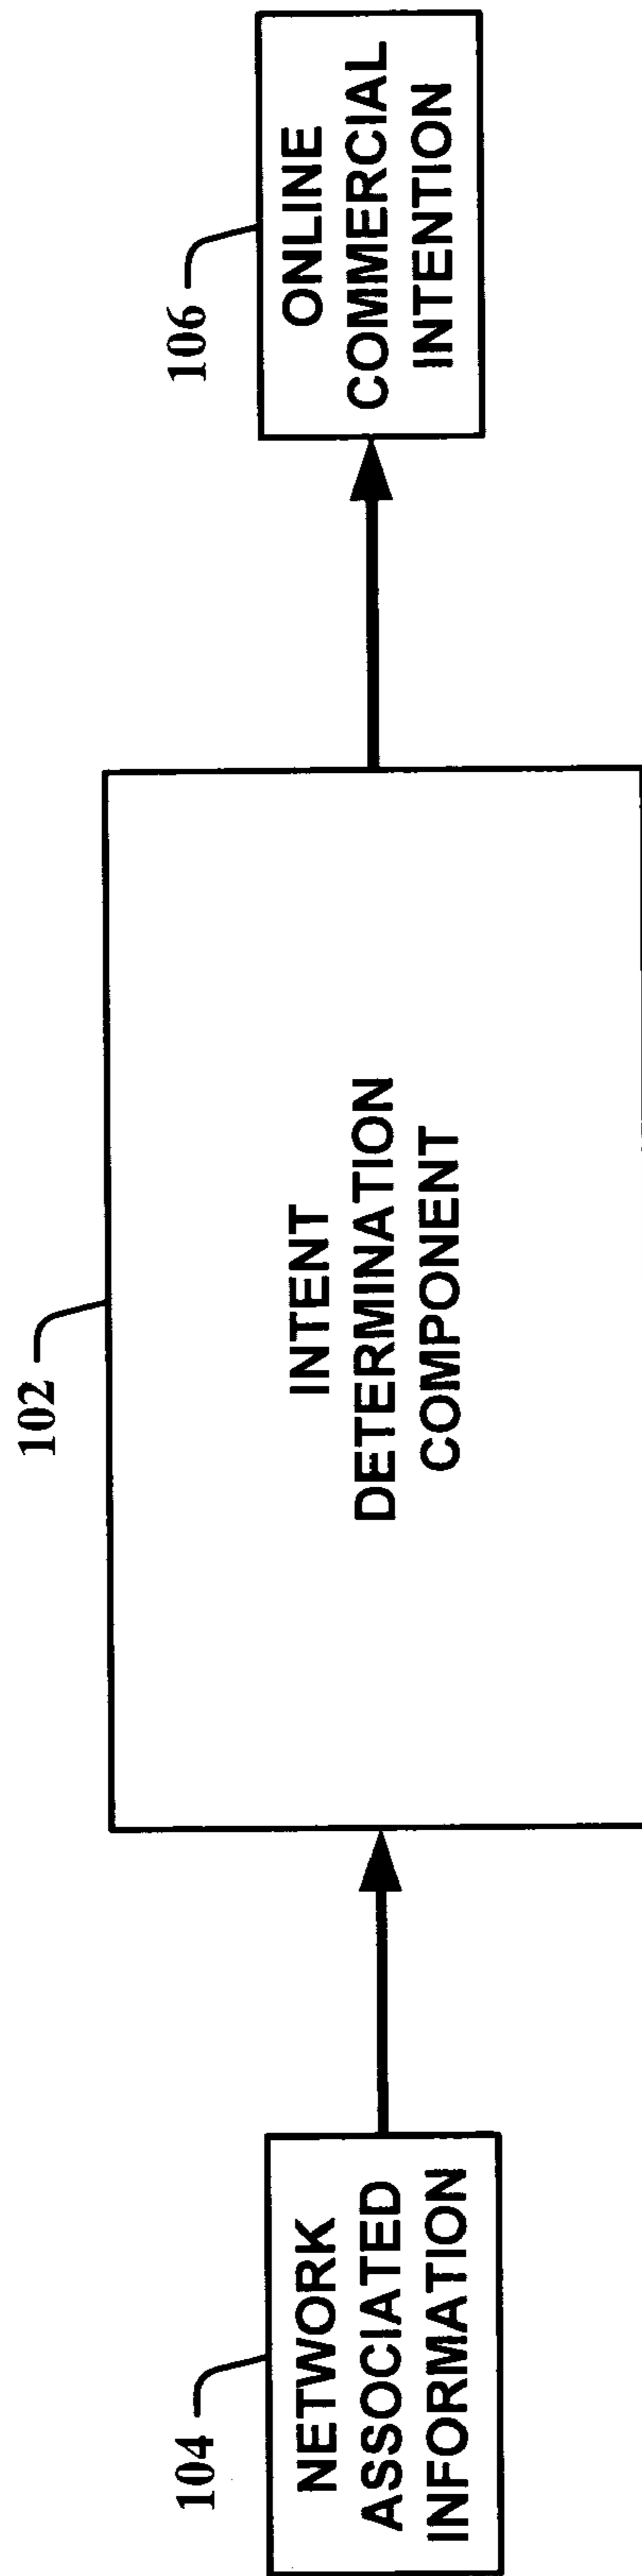 102
104
NETWORK
ASSOCIATED
INFORMATION
INTENT
DETERMINATION
COMPONENT
106
ONLINE
COMMERCIAL
INTENTION